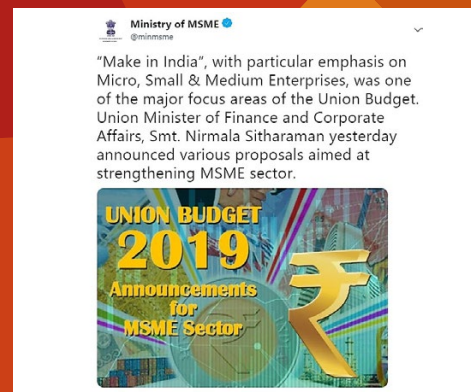 Ministry of MSME
@minmsme
"Make in India", with particular emphasis on
Micro, Small & Medium Enterprises, was one
of the major focus areas of the Union Budget.
Union Minister of Finance and Corporate
Affairs, Smt. Nirmala Sitharaman yesterday
announced various proposals aimed at
strengthening MSME sector.
UNION BUDGET
2019
Announcements
for
MSME Sector